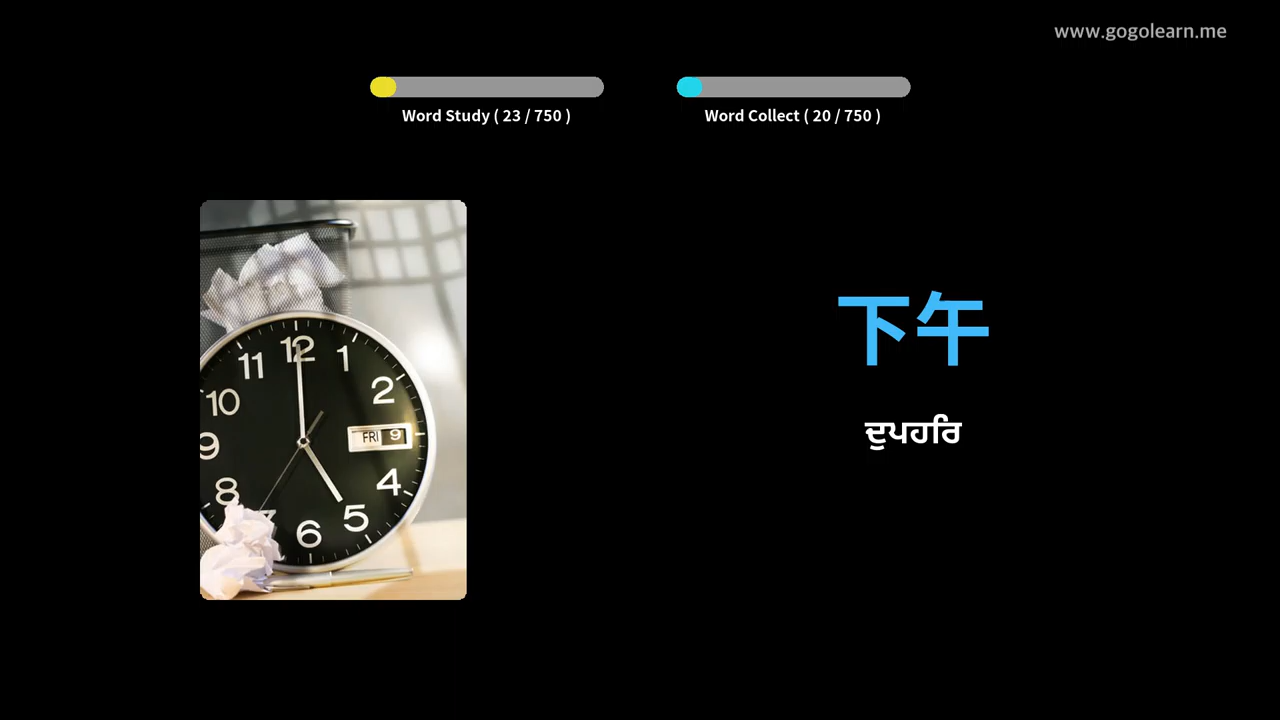 www.gogolearn.me
Word Study ( 23 / 750 )
Word Collect ( 20 / 750 )
12
11
1
10
2
9
FRI 9
8
4
7
5
6
下午
ਦੁਪਹਰਿ